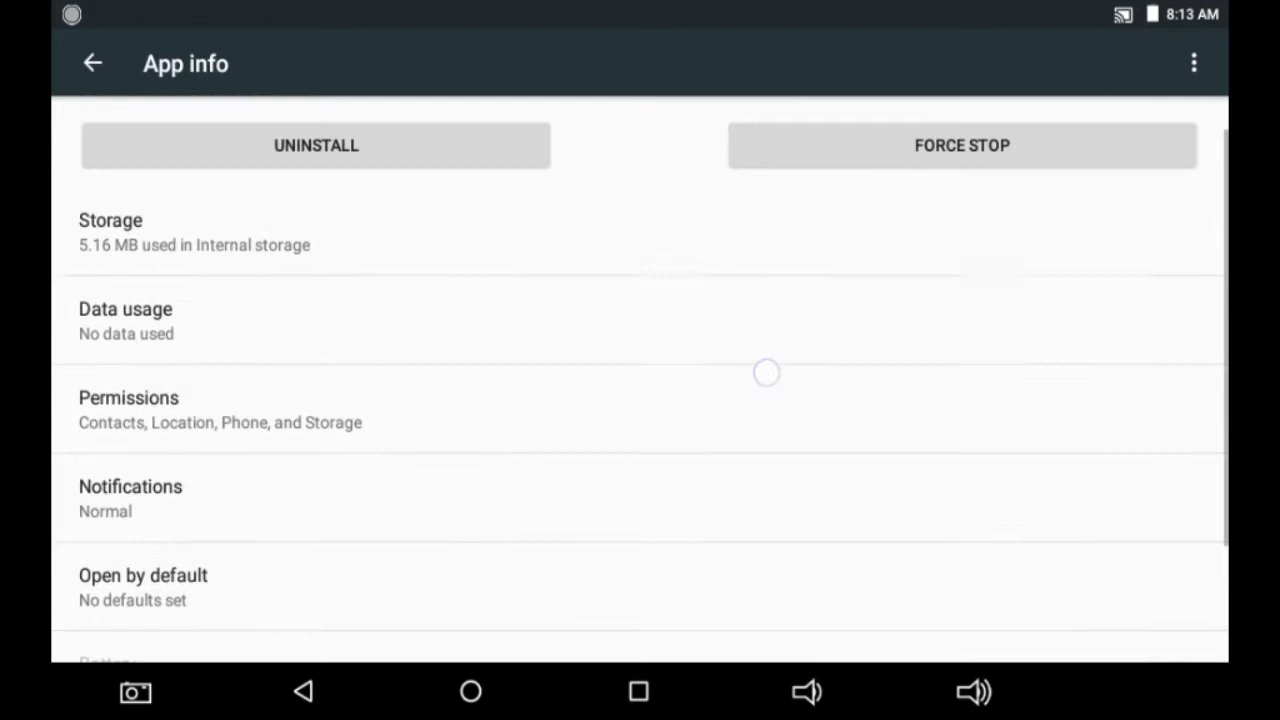 8:13 AM
App info
UNINSTALL
FORCE STOP
Storage
5.16 MB used in Internal storage
Data usage
No data used
Permissions
Contacts, Location, Phone, and Storage
Notifications
Normal
Open by default
No defaults set